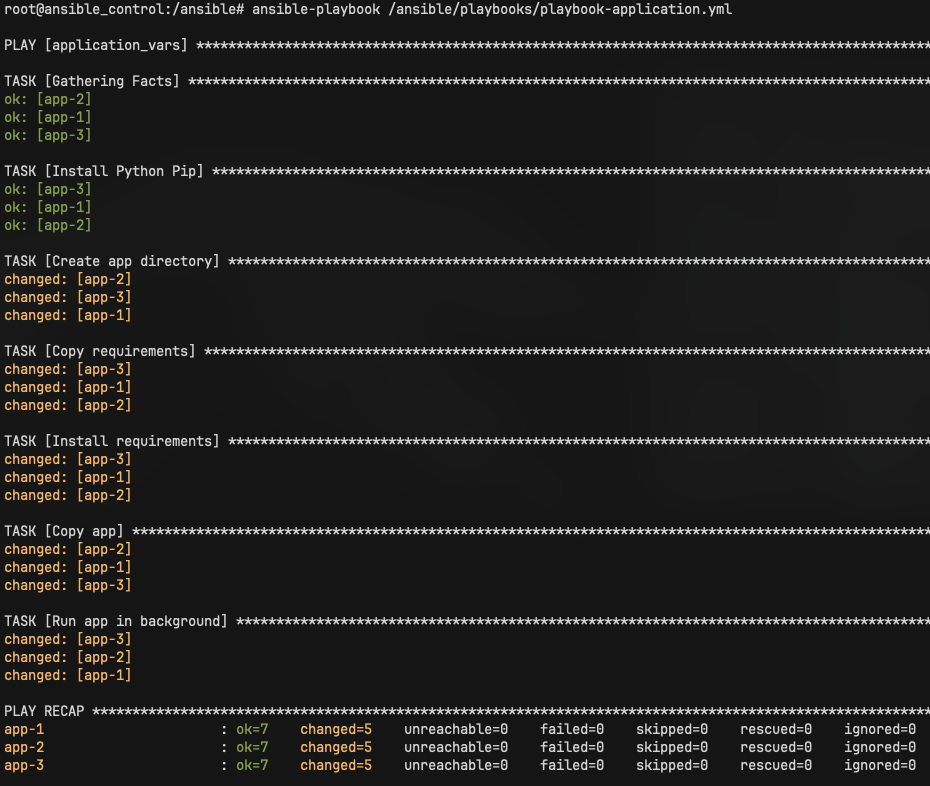 root@ansible_control:/ansible# ansible-playbook /ansible/playbooks/playbook-application.yml
PLAY [application_vars] ********************************************************************************************
TASK [Gathering Facts] *********************************************************************************************
ok: [app-2]
ok: [app-1]
ok: [app-3]
TASK [Install Python Pip] ******************************************************************************************
ok: [app-3]
ok: [app-1]
ok: [app-2]
TASK [Create app directory] ****************************************************************************************
changed: [app-2]
changed: [app-3]
changed: [app-1]
TASK [Copy requirements] *******************************************************************************************
changed: [app-3]
changed: [app-1]
changed: [app-2]
TASK [Install requirements] ****************************************************************************************
changed: [app-3]
changed: [app-1]
changed: [app-2]
TASK [Copy app] ****************************************************************************************************
changed: [app-2]
changed: [app-1]
changed: [app-3]
TASK [Run app in background] ***************************************************************************************
changed: [app-3]
changed: [app-2]
changed: [app-1]
PLAY RECAP *********************************************************************************************************
app-1                      : ok=7    changed=5    unreachable=0    failed=0    skipped=0    rescued=0    ignored=0
app-2                      : ok=7    changed=5    unreachable=0    failed=0    skipped=0    rescued=0    ignored=0
app-3                      : ok=7    changed=5    unreachable=0    failed=0    skipped=0    rescued=0    ignored=0